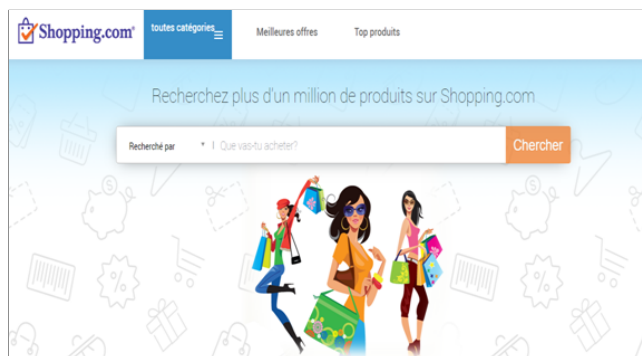 Shopping.com®
toutes catégories
Meilleures offres
Top produits
Recherchez plus d'un million de produits sur Shopping.com
Recherché par
Que vas-tu acheter?
Chercher